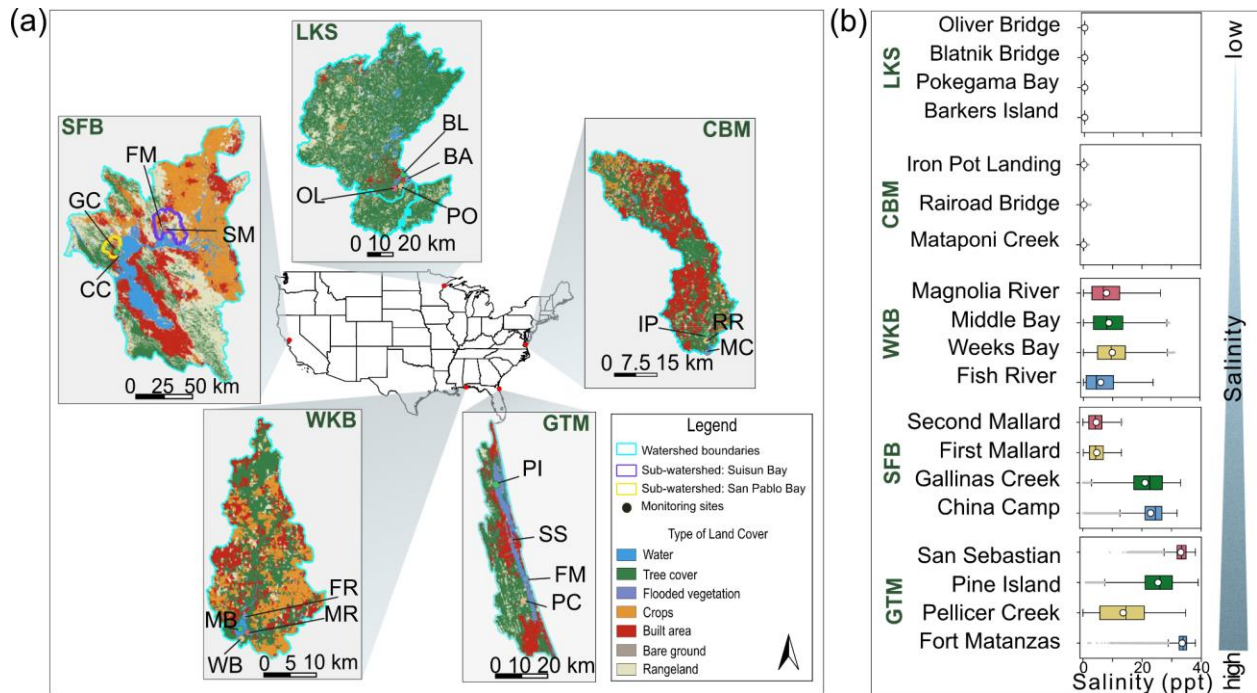 (a)
LKS
BL
BA
OL
PO
0 10 20 km
SFB
FM
GC
SM
CC
0 25 50 km
CBM
IP
RR
MC
0 7.5 15 km
WKB
FR
MB
MR
WB
0 5 10 km
GTM
PI
SS
FM
PC
0 10 20 km
Legend
Watershed boundaries
Sub-watershed: Suisun Bay
Sub-watershed: San Pablo Bay
Monitoring sites
Type of Land Cover
Water
Tree cover
Flooded vegetation
Crops
Built area
Bare ground
Rangeland
(b)
LKS
Oliver Bridge
Blatnik Bridge
Pokegama Bay
Barkers Island
CBM
Iron Pot Landing
Rairoad Bridge
Mataponi Creek
WKB
Magnolia River
Middle Bay
Weeks Bay
Fish River
SFB
Second Mallard
First Mallard
Gallinas Creek
China Camp
GTM
San Sebastian
Pine Island
Pellicer Creek
Fort Matanzas
0 20 40
Salinity (ppt)
low
Salinity
high